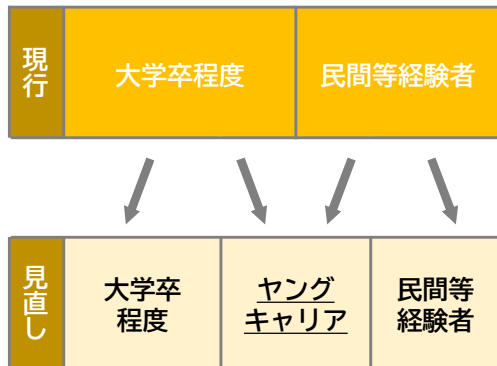 現行
大学卒程度
民間等経験者
見直し
大学卒
程度
ヤング
キャリア
民間等
経験者